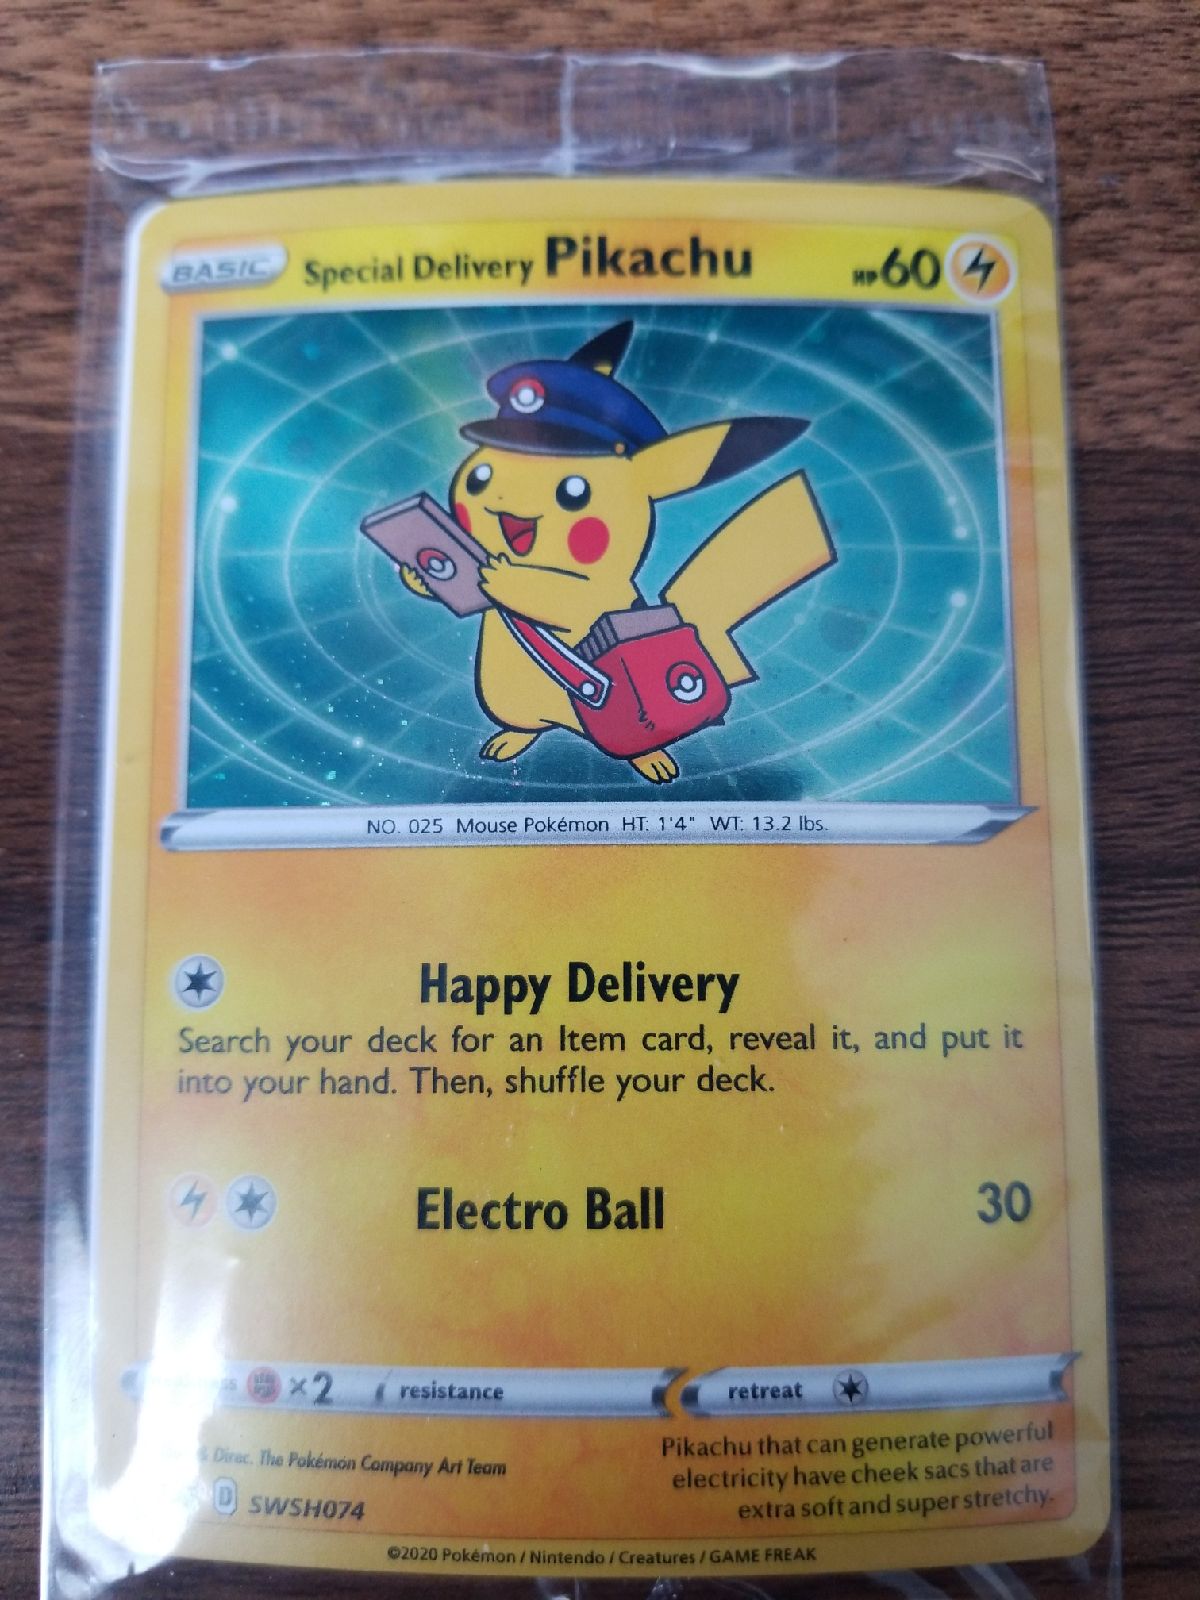 BASIC Special Delivery Pikachu HP 60
NO. 025 Mouse Pokémon HT: 1'4" WT: 13.2 lbs.
Happy Delivery
Search your deck for an Item card, reveal it, and put it
into your hand. Then, shuffle your deck.
Electro Ball 30
×2 resistance retreat
& Direc. The Pokémon Company Art Team
D SWSH074
Pikachu that can generate powerful
electricity have cheek sacs that are
extra soft and super stretchy.
©2020 Pokémon / Nintendo / Creatures / GAME FREAK